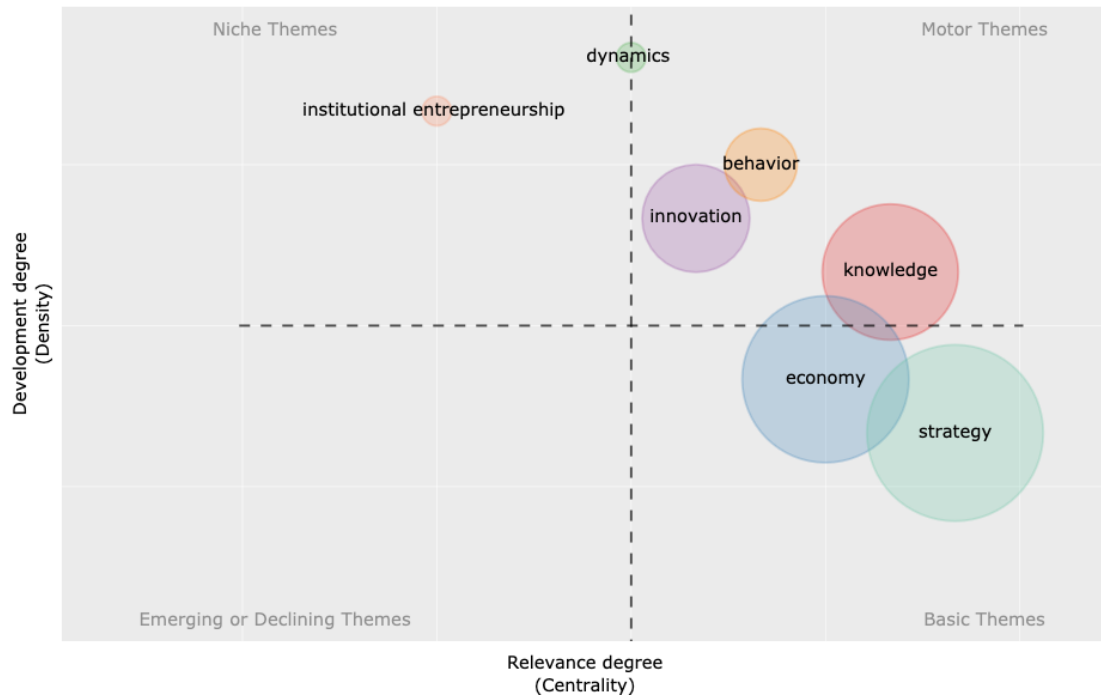 Niche Themes
Motor Themes
dynamics
institutional entrepreneurship
behavior
innovation
knowledge
Development degree
(Density)
economy
strategy
Emerging or Declining Themes
Basic Themes
Relevance degree
(Centrality)